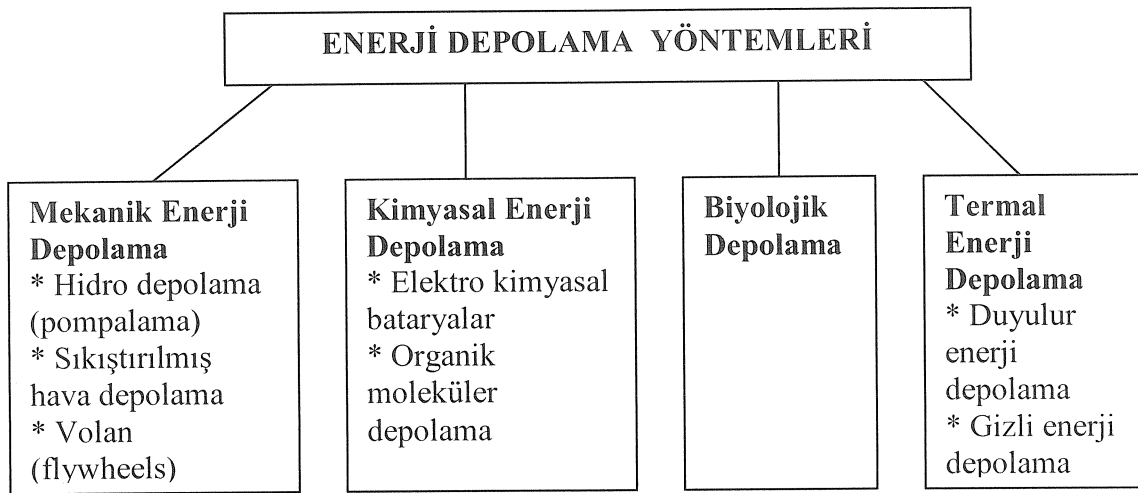 ENERJİ DEPOLAMA YÖNTEMLERİ
Mekanik Enerji
Depolama
* Hidro depolama
(pompalama)
* Sıkıştırılmış
hava depolama
* Volan
(flywheels)
Kimyasal Enerji
Depolama
* Elektro kimyasal
bataryalar
* Organik
moleküler
depolama
Biyolojik
Depolama
Termal
Enerji
Depolama
* Duyulur
enerji
depolama
* Gizli enerji
depolama